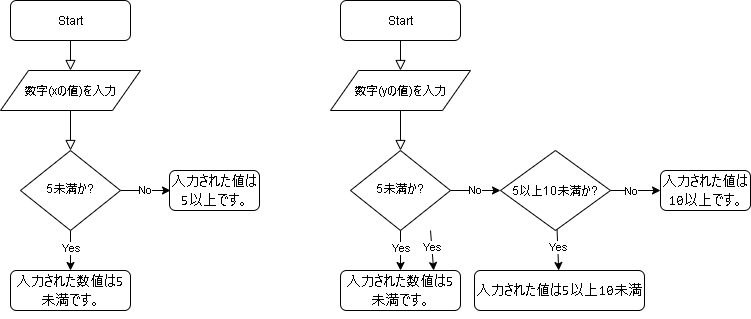 Start
数字(xの値)を入力
5未満か?
No
入力された値は
5以上です。
Yes
入力された数値は5
未満です。
Start
数字(yの値)を入力
5未満か?
No
5以上10未満か?
No
入力された値は
10以上です。
Yes
Yes
Yes
入力された数値は5
未満です。
入力された値は5以上10未満